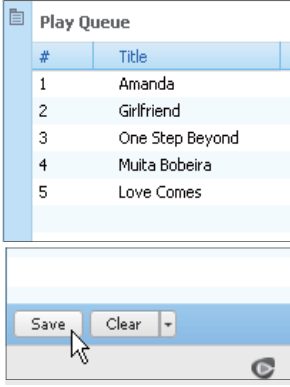 Play Queue
# Title
1 Amanda
2 Girlfriend
3 One Step Beyond
4 Muita Bobeira
5 Love Comes
Save Clear